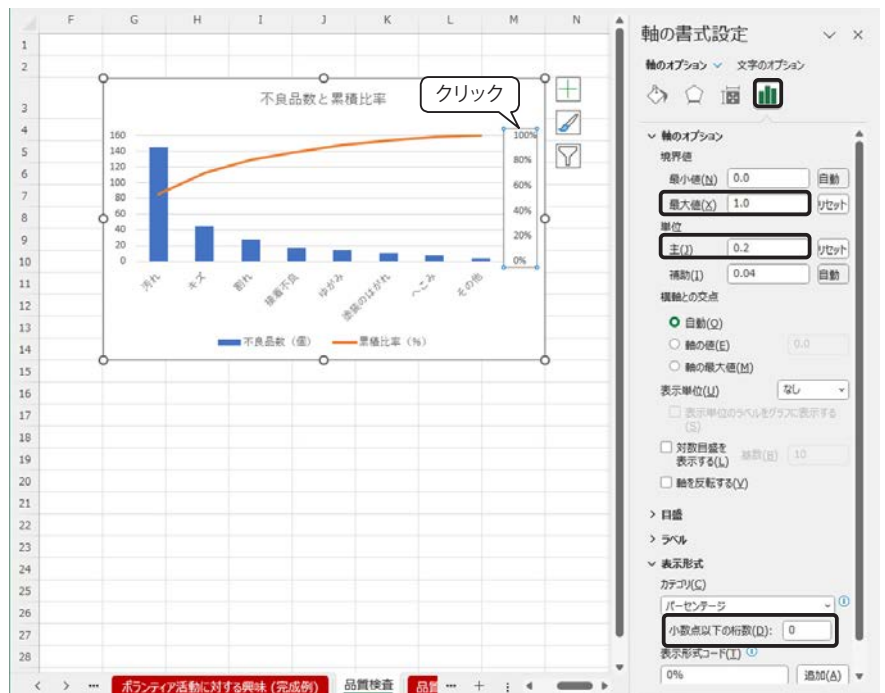 F G H I J K L M N
1
2
3
4
5
6
7
8
9
10
11
12
13
14
15
16
17
18
19
20
21
22
23
24
25
26
27
28
不良品数と累積比率
クリック
160
140
120
100
80
60
40
20
0
100%
80%
60%
40%
20%
0%
汚れ キズ 割れ 接着不良 ゆがみ 塗装のはがれ へこみ その他
不良品数（個） 累積比率（%）
ボランティア活動に対する興味（完成例） 品質検査
軸の書式設定
軸のオプション 文字のオプション
軸のオプション
境界値
最小値(N) 0.0 自動
最大値(X) 1.0 リセット
単位
主(J) 0.2 リセット
補助(I) 0.04 自動
横軸との交点
自動(O)
軸の値(E) 0.0
軸の最大値(M)
表示単位(U) なし
表示単位のラベルをグラフに表示する
(S)
対数目盛を
表示する(L) 基数(B) 10
軸を反転する(V)
目盛
ラベル
表示形式
カテゴリ(C)
パーセンテージ
小数点以下の桁数(D): 0
表示形式コード(T)
0% 追加(A)